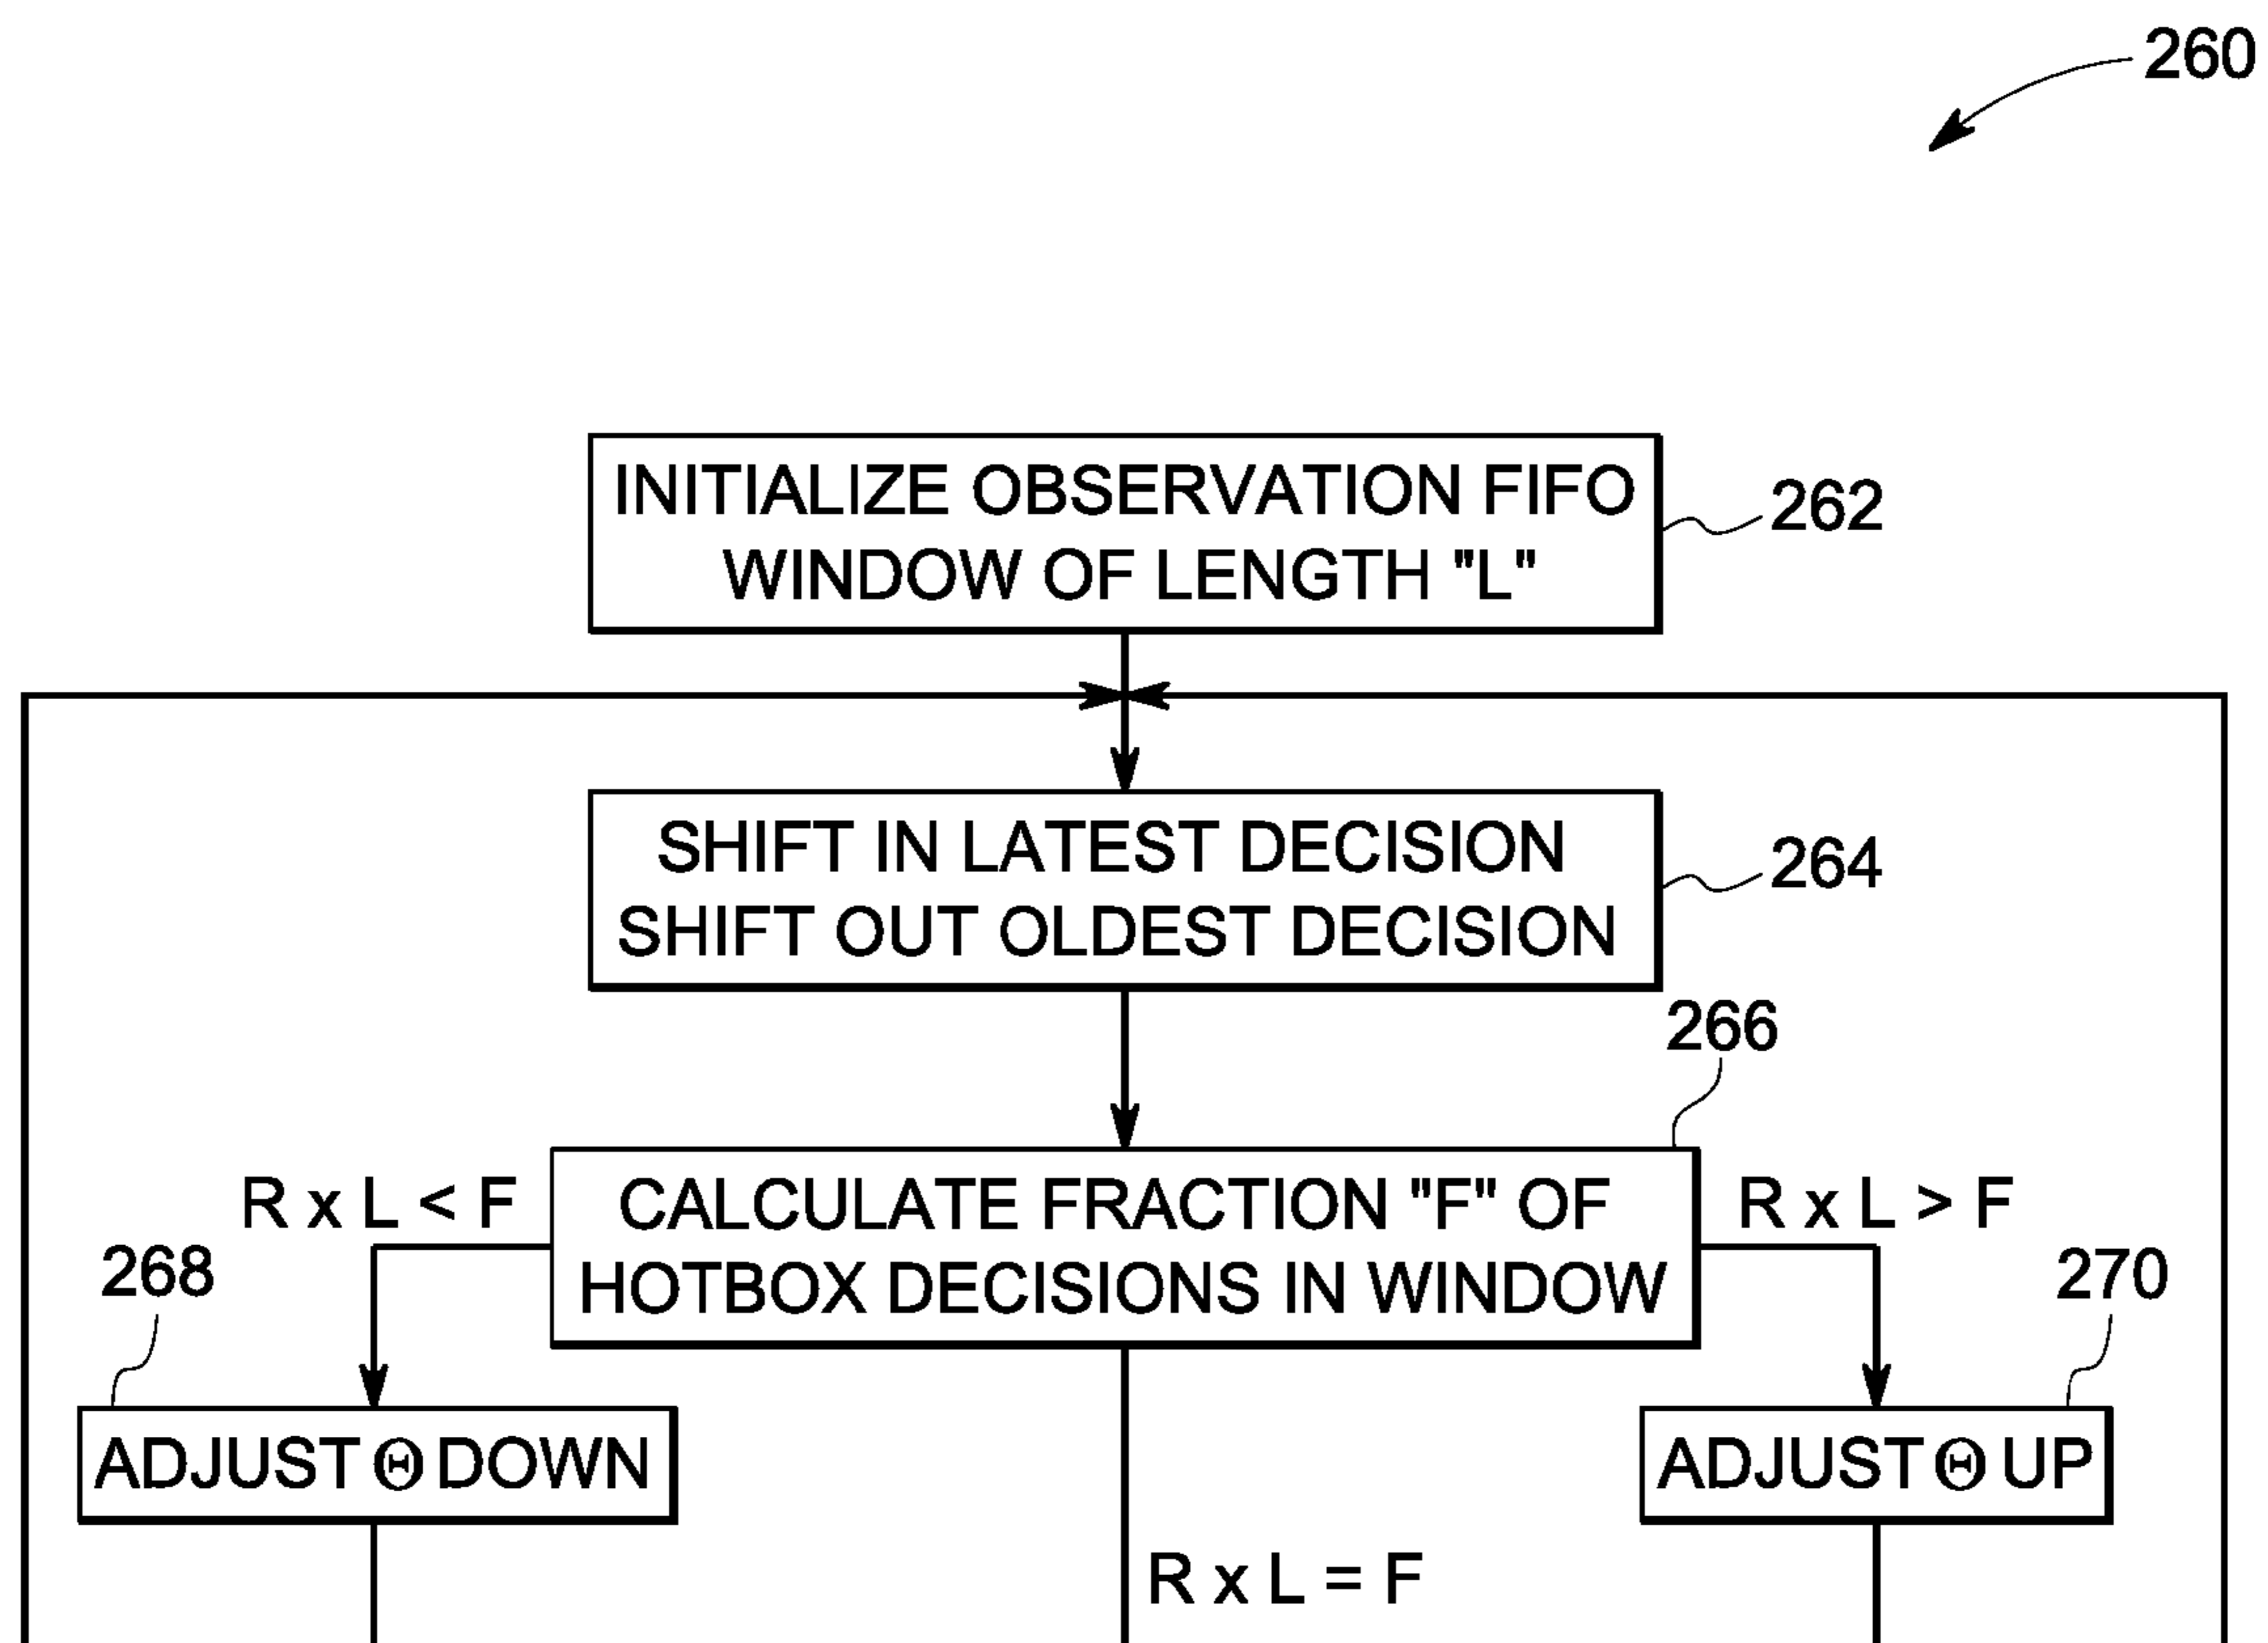 260
INITIALIZE OBSERVATION FIFO
WINDOW OF LENGTH "L"
262
SHIFT IN LATEST DECISION
SHIFT OUT OLDEST DECISION
264
266
R x L < F
CALCULATE FRACTION "F" OF
HOTBOX DECISIONS IN WINDOW
R x L > F
268
270
ADJUST Θ DOWN
ADJUST Θ UP
R x L = F